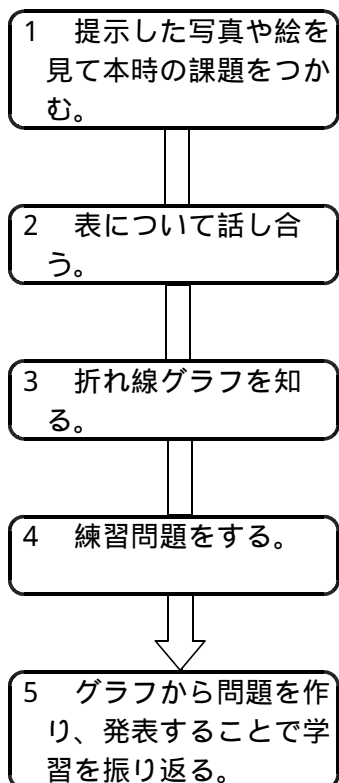 1　提示した写真や絵を
見て本時の課題をつか
む。
2　表について話し合
う。
3　折れ線グラフを知
る。
4　練習問題をする。
5　グラフから問題を作
り、発表することで学
習を振り返る。